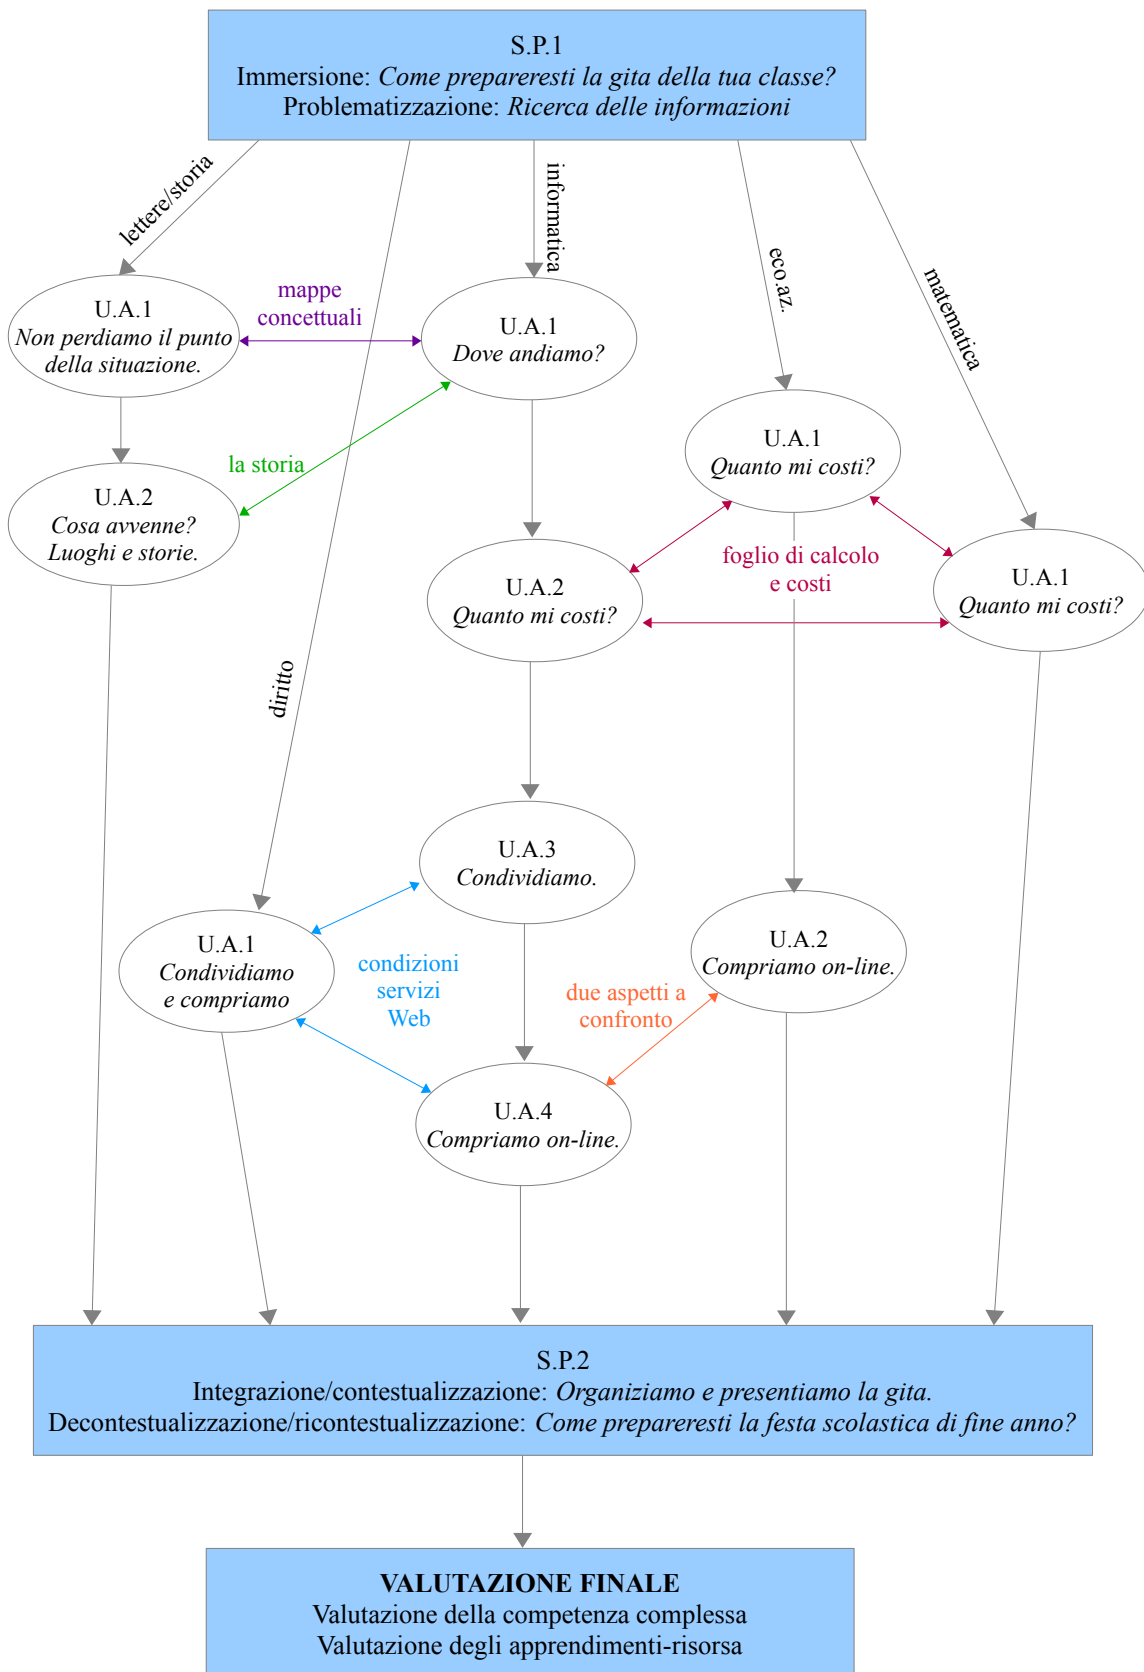 S.P.1
Immersione: Come prepareresti la gita della tua classe?
Problematizzazione: Ricerca delle informazioni
lettere/storia
informatica
eco.az.
matematica
diritto
U.A.1
Non perdiamo il punto
della situazione.
mappe
concettuali
U.A.1
Dove andiamo?
U.A.1
Quanto mi costi?
la storia
U.A.2
Cosa avvenne?
Luoghi e storie.
foglio di calcolo
e costi
U.A.2
Quanto mi costi?
U.A.1
Quanto mi costi?
U.A.3
Condividiamo.
U.A.1
Condividiamo
e compriamo
condizioni
servizi
Web
due aspetti a
confronto
U.A.2
Compriamo on-line.
U.A.4
Compriamo on-line.
S.P.2
Integrazione/contestualizzazione: Organiziamo e presentiamo la gita.
Decontestualizzazione/ricontestualizzazione: Come prepareresti la festa scolastica di fine anno?
VALUTAZIONE FINALE
Valutazione della competenza complessa
Valutazione degli apprendimenti-risorsa